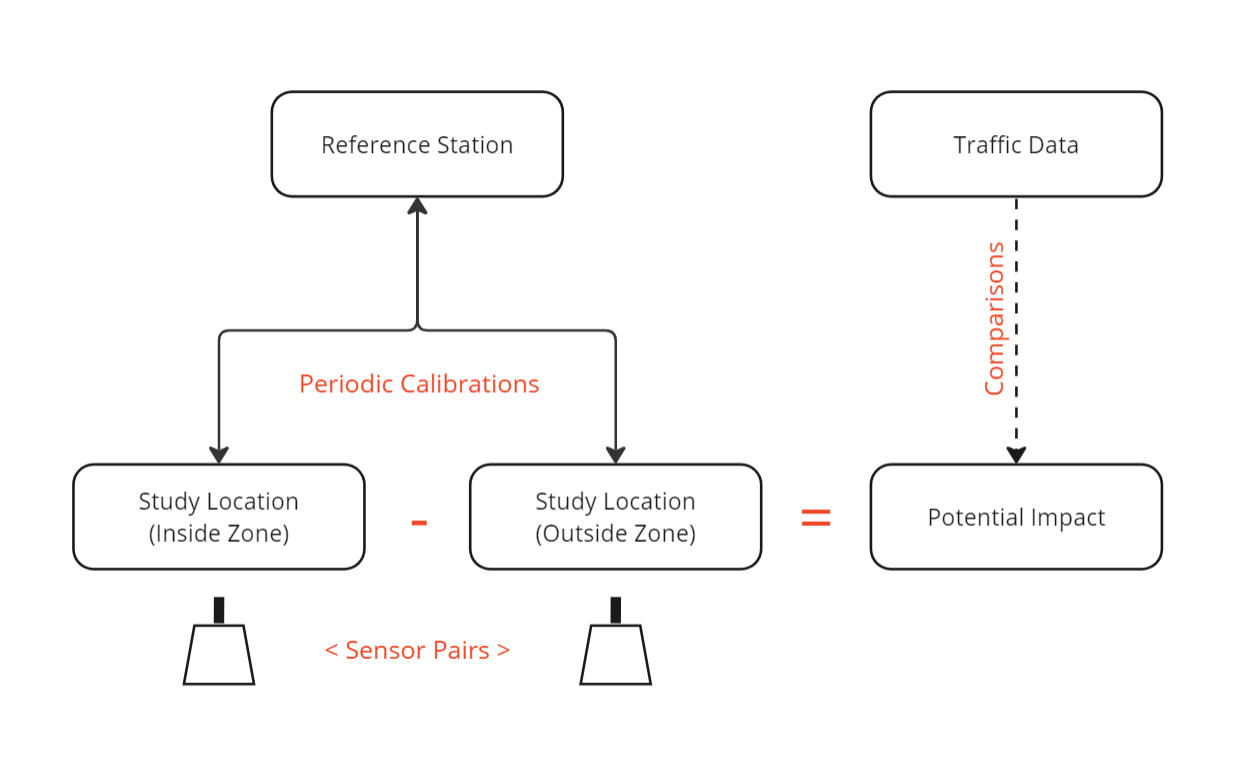 Reference Station
Traffic Data
Comparisons
Periodic Calibrations
Study Location
(Inside Zone)
-
Study Location
(Outside Zone)
=
Potential Impact
< Sensor Pairs >